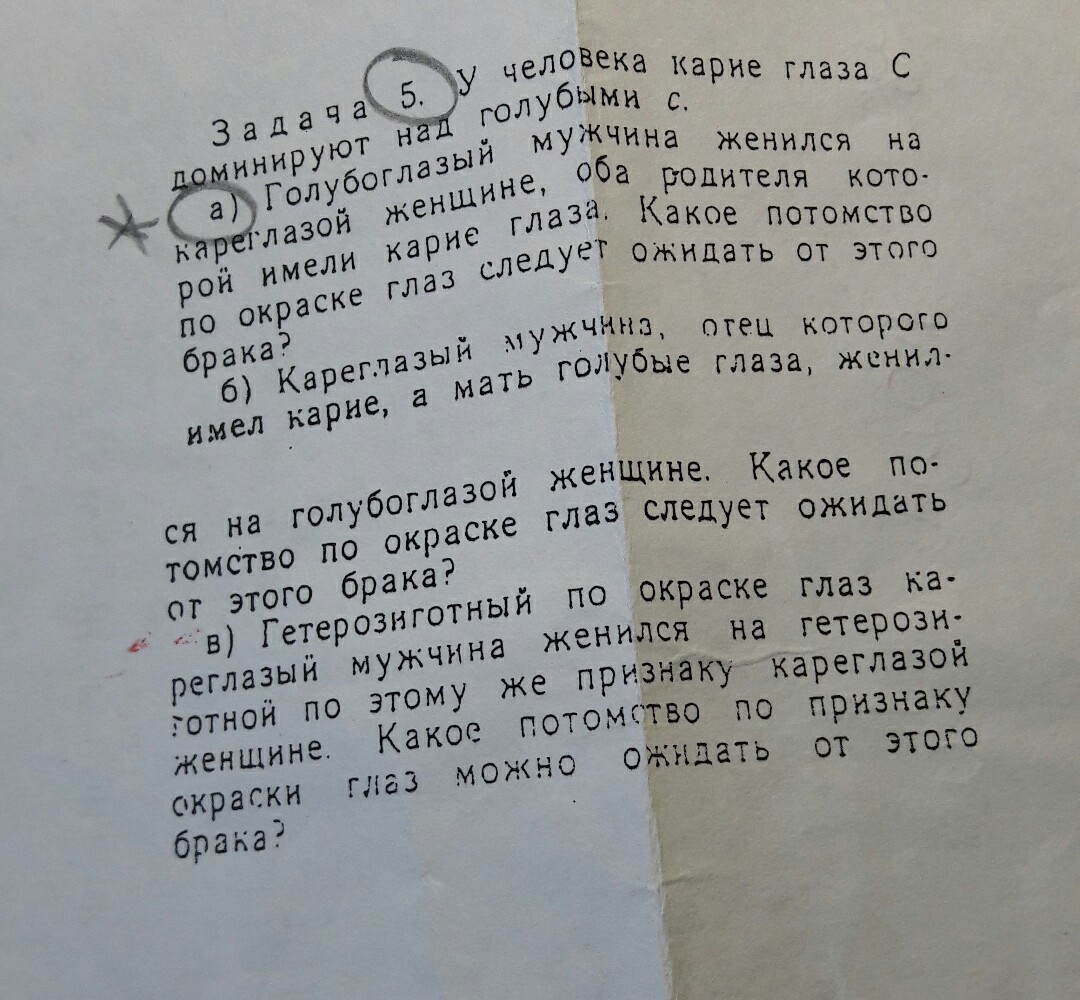 Задача 5. У человека карие глаза С
доминируют над голубыми с.
а) Голубоглазый мужчина женился на
кареглазой женщине, оба родителя кото-
рой имели карие глаза. Какое потомство
по окраске глаз следует ожидать от этого
брака?
б) Кареглазый мужчина, отец которого
имел карие, а мать голубые глаза, женил-
ся на голубоглазой женщине. Какое по-
томство по окраске глаз следует ожидать
от этого брака?
в) Гетерозиготный по окраске глаз ка-
реглазый мужчина женился на гетерози-
готной по этому же признаку кареглазой
женщине. Какое потомство по признаку
окраски глаз можно ожидать от этого
брака?